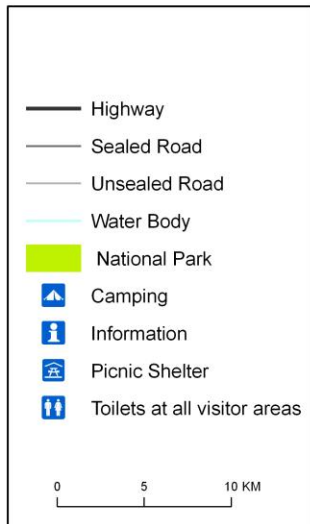 Highway
Sealed Road
Unsealed Road
Water Body
National Park
Camping
Information
Picnic Shelter
Toilets at all visitor areas
0 5 10 KM